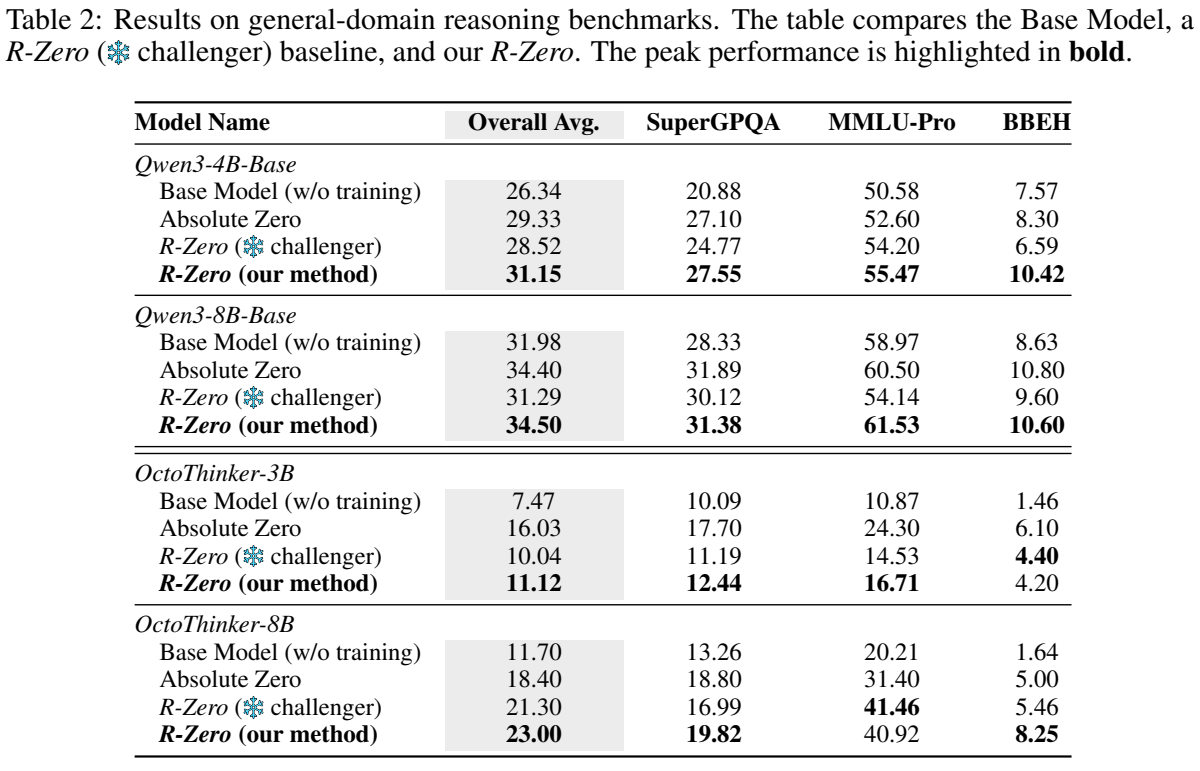 Table 2: Results on general-domain reasoning benchmarks. The table compares the Base Model, a
R-Zero (❄ challenger) baseline, and our R-Zero. The peak performance is highlighted in bold.
Model Name Overall Avg. SuperGPQA MMLU-Pro BBEH
Qwen3-4B-Base
Base Model (w/o training) 26.34 20.88 50.58 7.57
Absolute Zero 29.33 27.10 52.60 8.30
R-Zero (❄ challenger) 28.52 24.77 54.20 6.59
R-Zero (our method) 31.15 27.55 55.47 10.42
Qwen3-8B-Base
Base Model (w/o training) 31.98 28.33 58.97 8.63
Absolute Zero 34.40 31.89 60.50 10.80
R-Zero (❄ challenger) 31.29 30.12 54.14 9.60
R-Zero (our method) 34.50 31.38 61.53 10.60
OctoThinker-3B
Base Model (w/o training) 7.47 10.09 10.87 1.46
Absolute Zero 16.03 17.70 24.30 6.10
R-Zero (❄ challenger) 10.04 11.19 14.53 4.40
R-Zero (our method) 11.12 12.44 16.71 4.20
OctoThinker-8B
Base Model (w/o training) 11.70 13.26 20.21 1.64
Absolute Zero 18.40 18.80 31.40 5.00
R-Zero (❄ challenger) 21.30 16.99 41.46 5.46
R-Zero (our method) 23.00 19.82 40.92 8.25